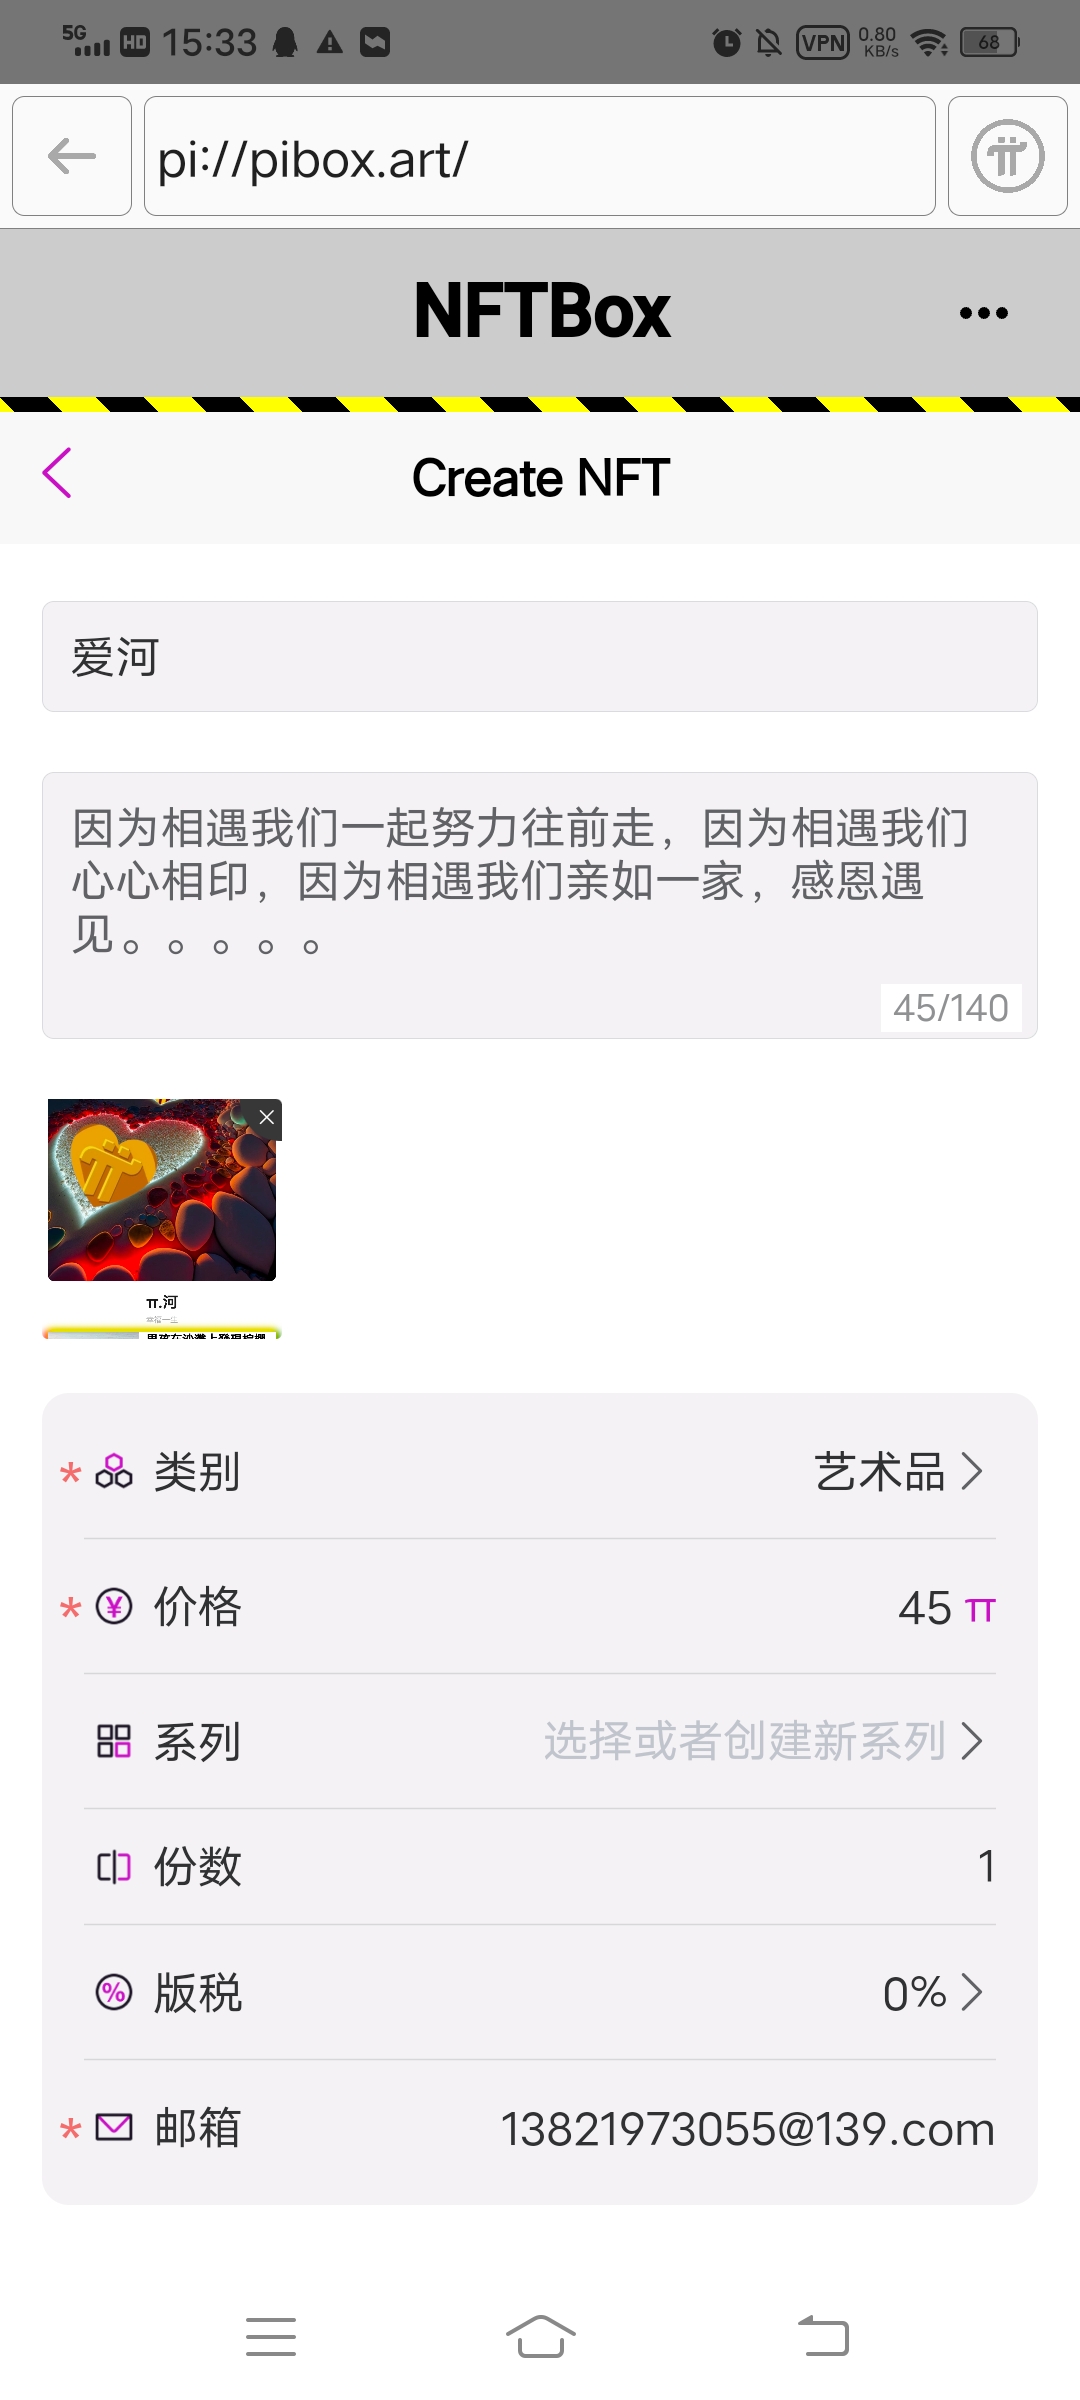 5G HD 15:33 VPN 0.80 KB/s 68
pi://pibox.art/
NFTBox
Create NFT
爱河
因为相遇我们一起努力往前走，因为相遇我们
心心相印，因为相遇我们亲如一家，感恩遇
见。。。。。
45/140
π.河
幸福一生
* 类别 艺术品
* ¥ 价格 45 π
系列 选择或者创建新系列
份数 1
% 版税 0%
* 邮箱 13821973055@139.com